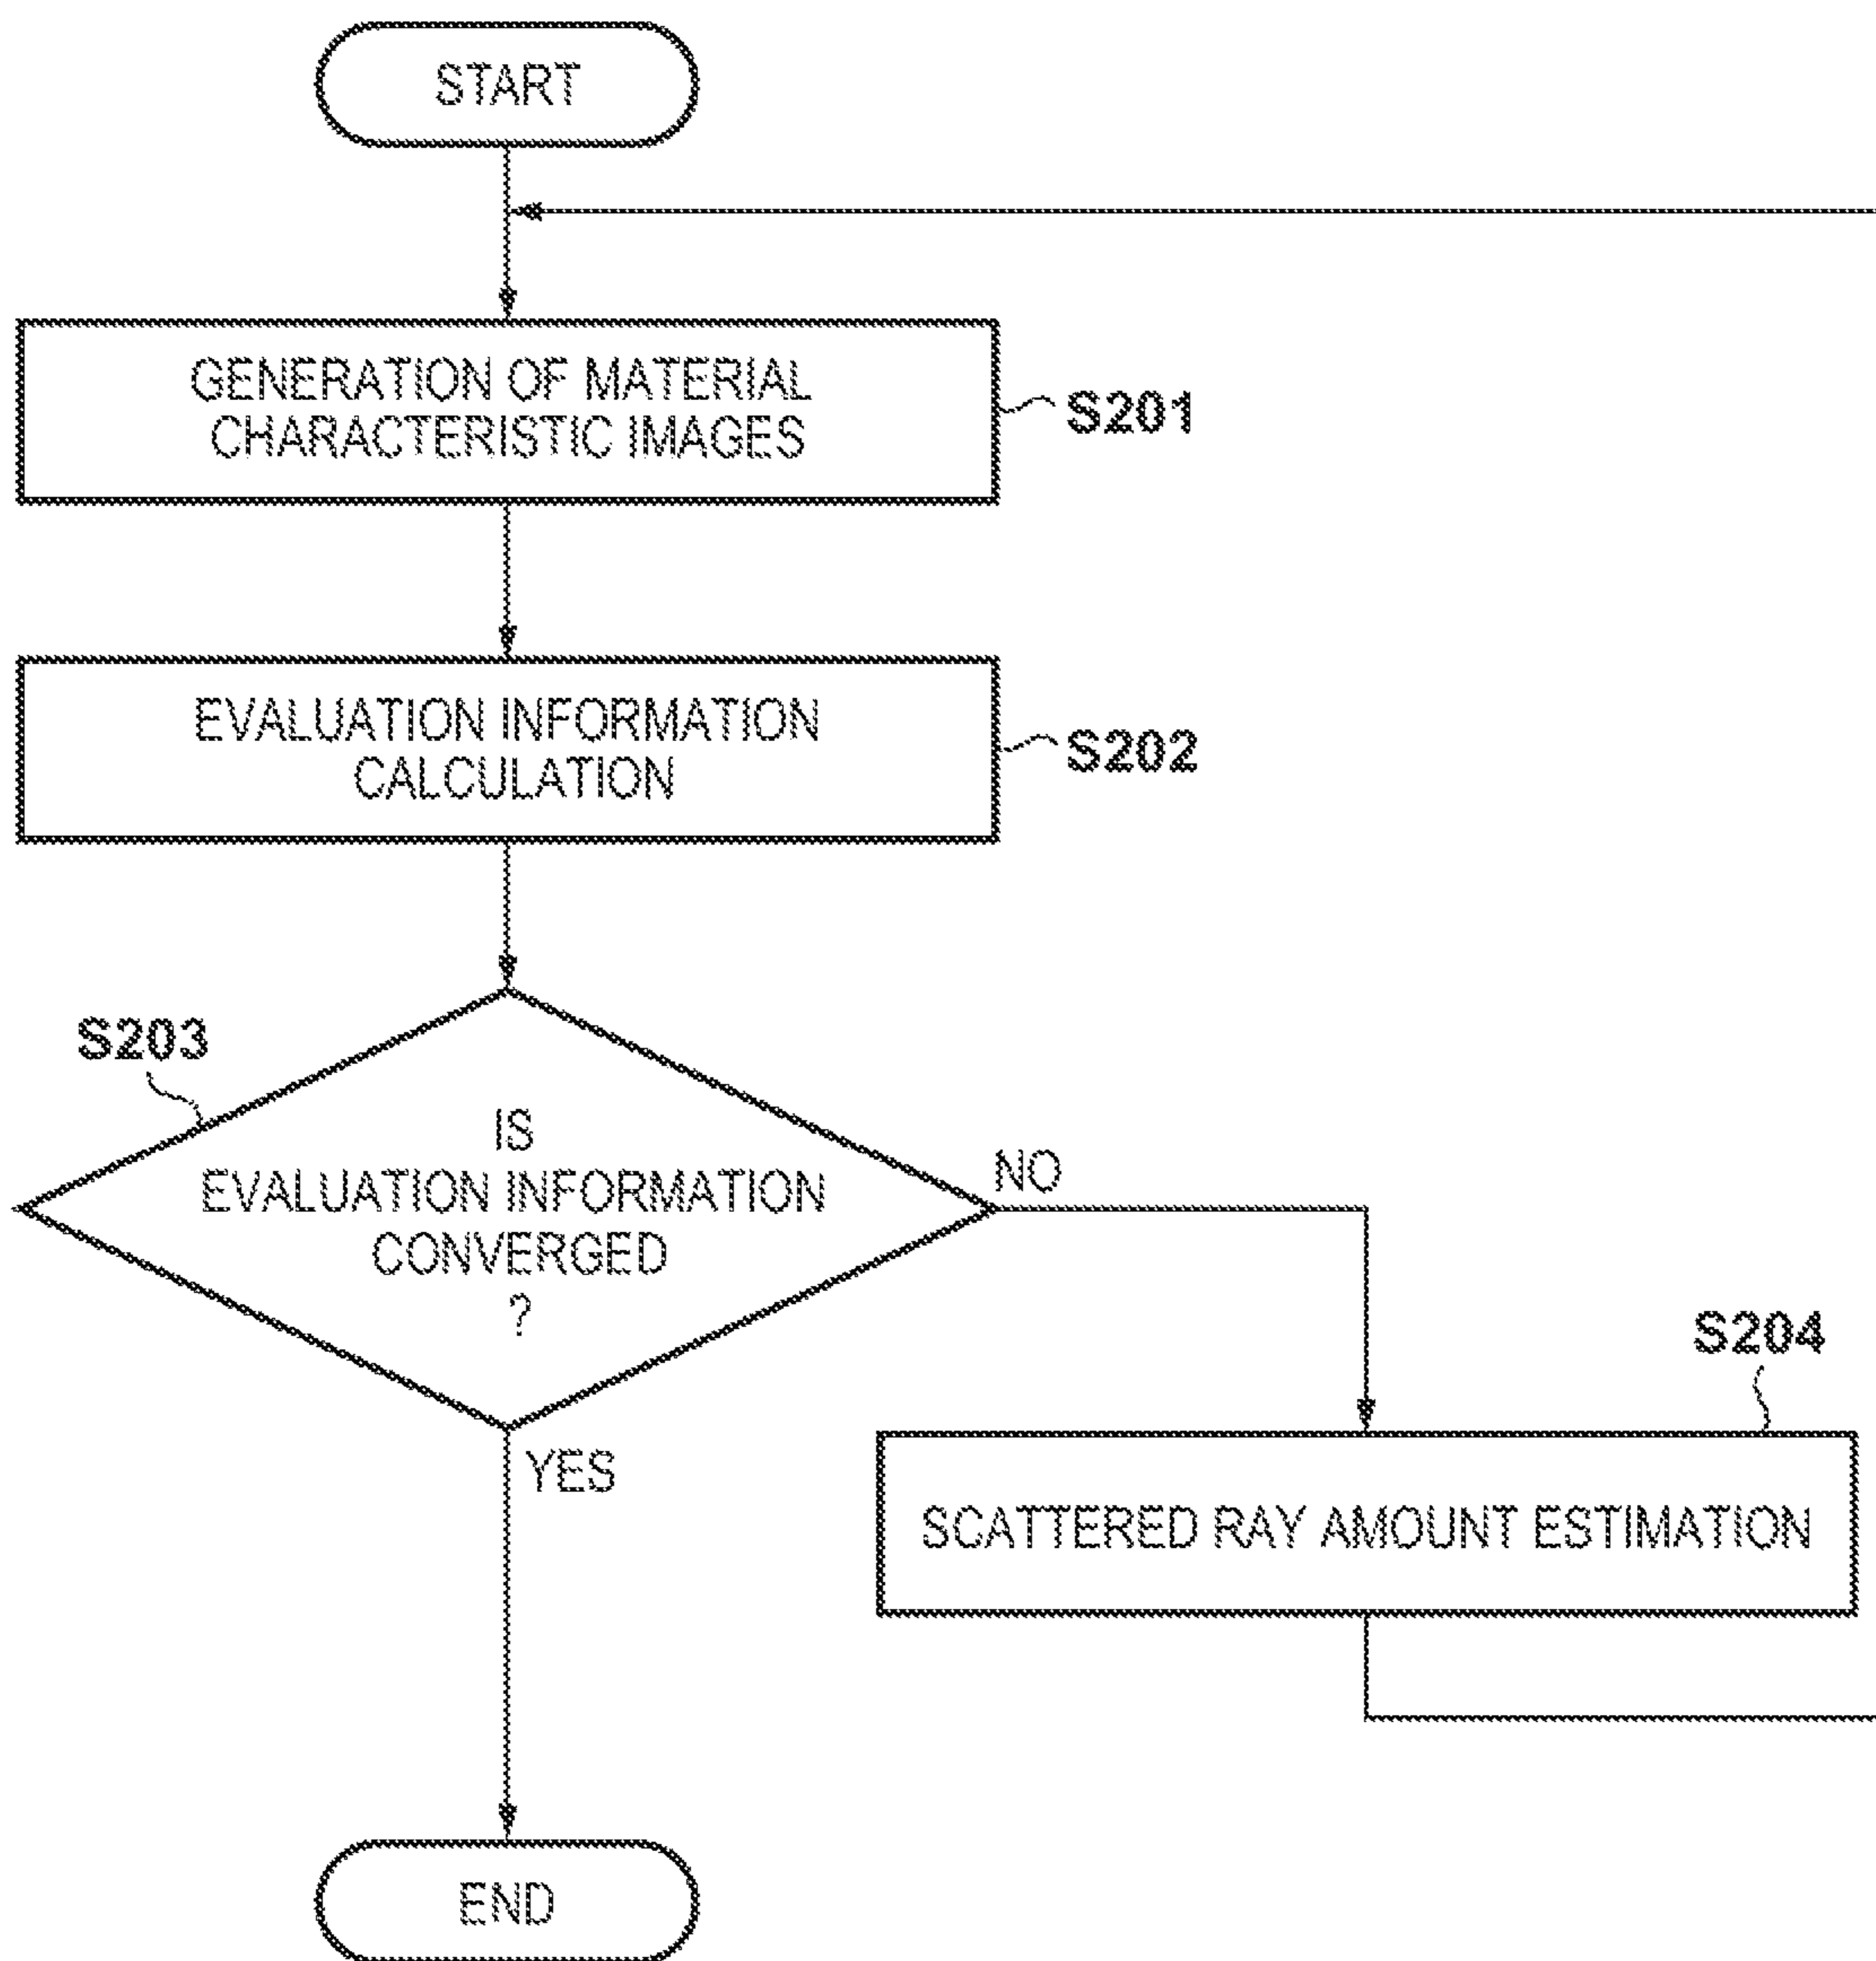 START
GENERATION OF MATERIAL
CHARACTERISTIC IMAGES
S201
EVALUATION INFORMATION
CALCULATION
S202
S203
IS
EVALUATION INFORMATION
CONVERGED
?
NO
YES
S204
SCATTERED RAY AMOUNT ESTIMATION
END